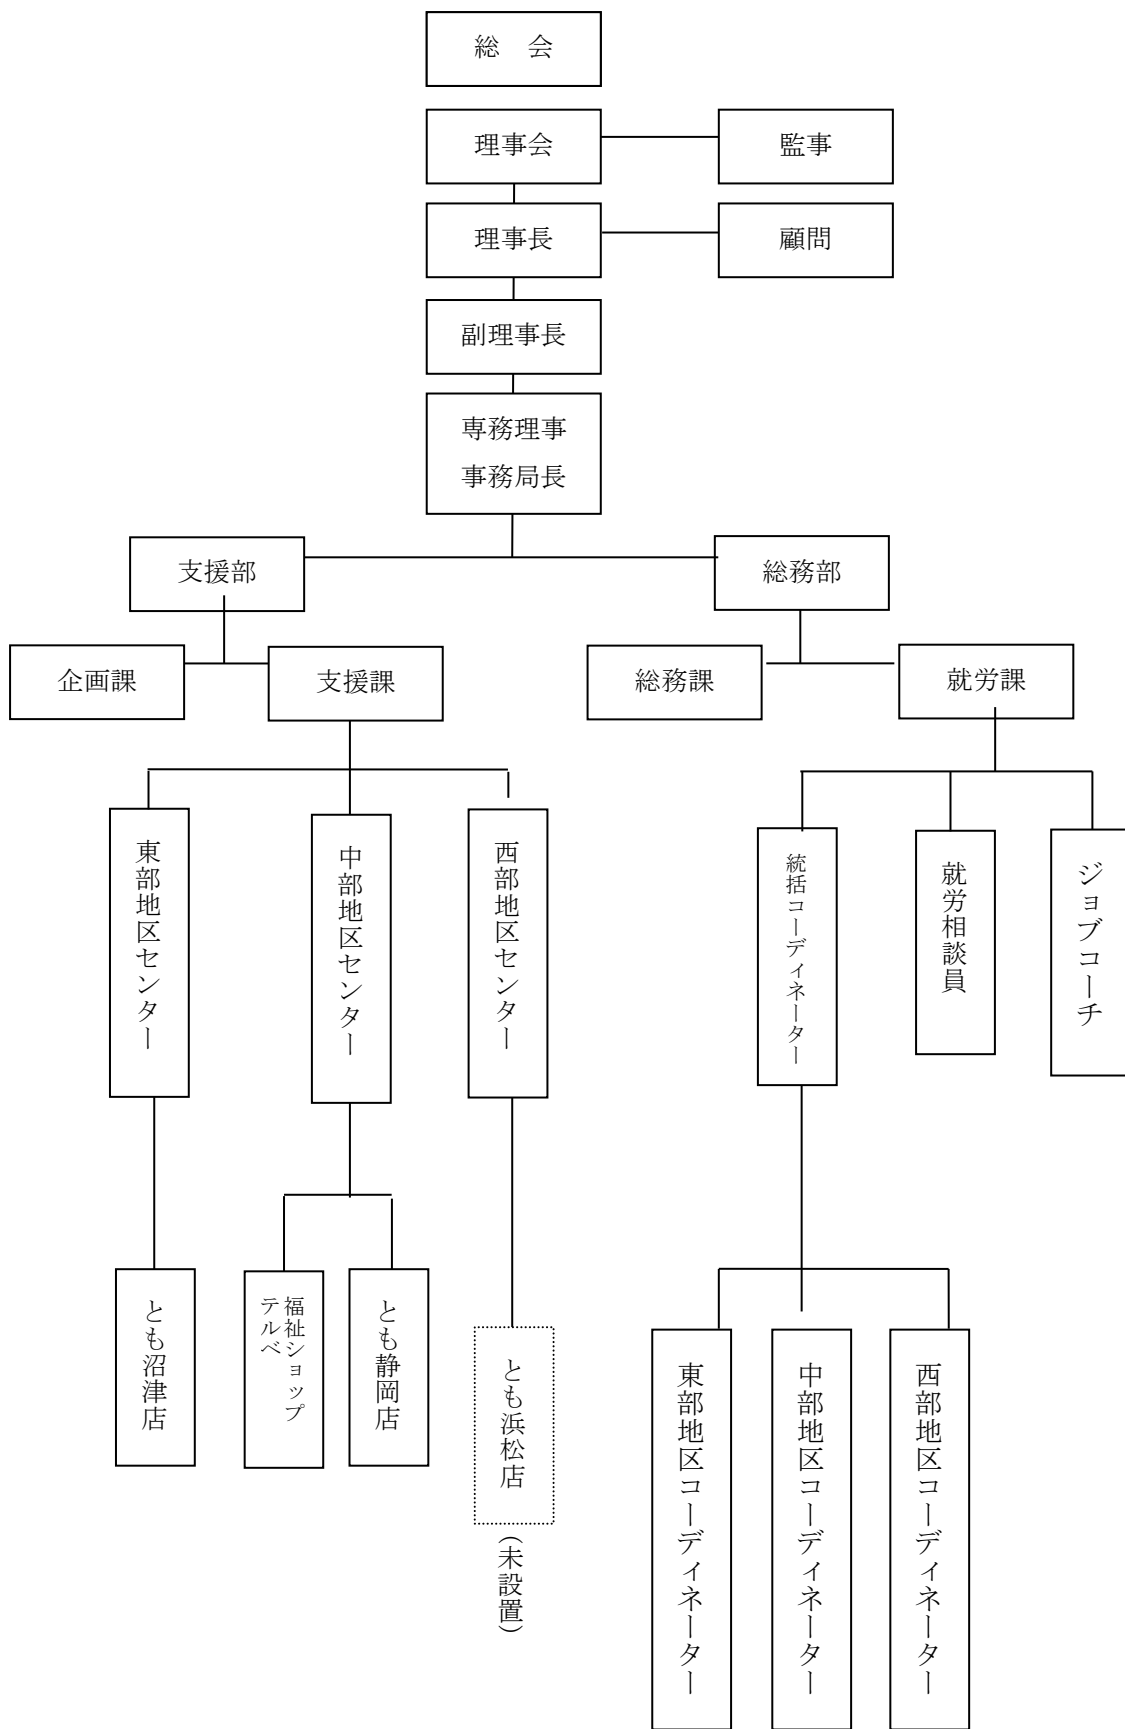 総　会
理事会
監事
理事長
顧問
副理事長
専務理事
事務局長
支援部
総務部
企画課
支援課
総務課
就労課
東部地区センター
中部地区センター
西部地区センター
統括コーディネーター
就労相談員
ジョブコーチ
とも沼津店
福祉ショップ
テルベ
とも静岡店
とも浜松店
（未設置）
東部地区コーディネーター
中部地区コーディネーター
西部地区コーディネーター